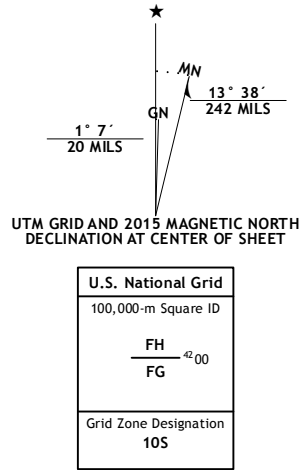 ★
MN
GN
13° 38´
242 MILS
1° 7´
20 MILS
UTM GRID AND 2015 MAGNETIC NORTH
DECLINATION AT CENTER OF SHEET
U.S. National Grid
100,000-m Square ID
FH
4200
FG
Grid Zone Designation
10S